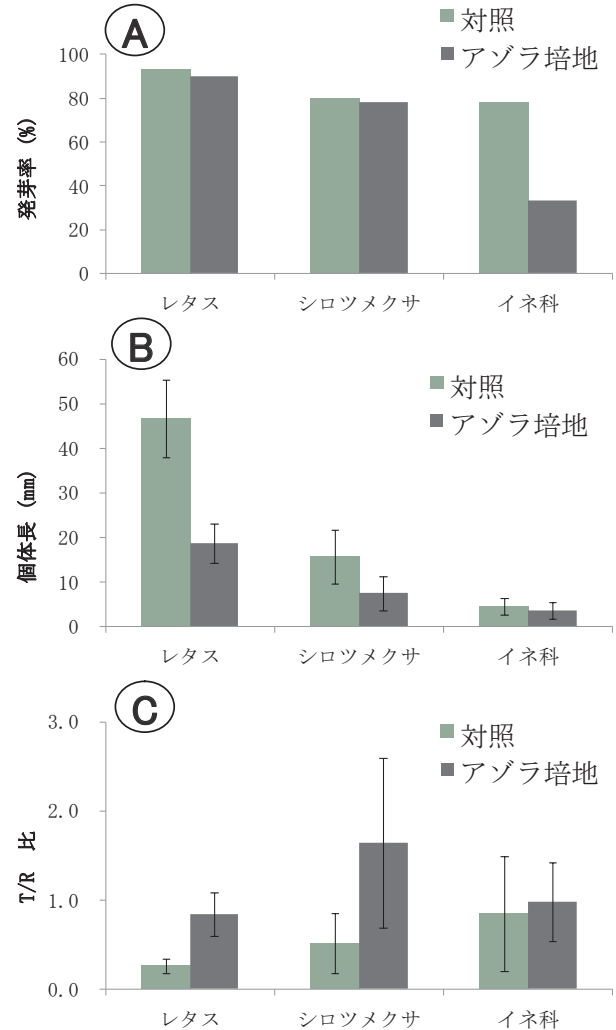 A
対照
アゾラ培地
発芽率 (%)
100
80
60
40
20
0
レタス
シロツメクサ
イネ科
B
対照
アゾラ培地
個体長 (mm)
60
50
40
30
20
10
0
レタス
シロツメクサ
イネ科
C
対照
アゾラ培地
T/R 比
3.0
2.0
1.0
0.0
レタス
シロツメクサ
イネ科